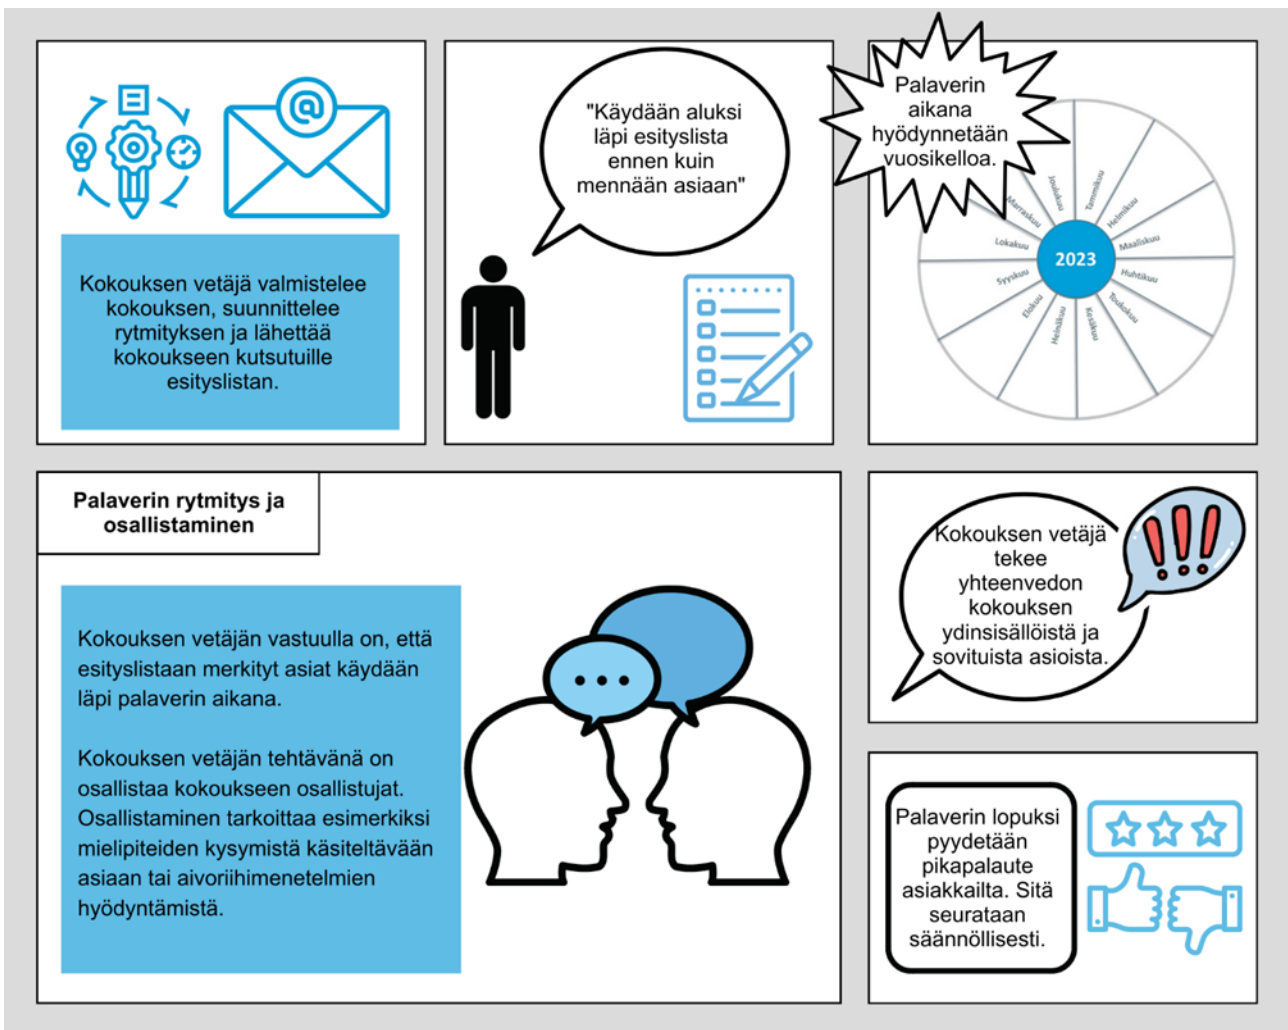 Kokouksen vetäjä valmistelee
kokouksen, suunnittelee
rytmityksen ja lähettää
kokoukseen kutsutuille
esityslistan.
"Käydään aluksi
läpi esityslista
ennen kuin
mennään asiaan"
Palaverin
aikana
hyödynnetään
vuosikelloa.
Tammikuu
Helmikuu
Maaliskuu
Huhtikuu
Toukokuu
Kesäkuu
Heinäkuu
Elokuu
Syyskuu
Lokakuu
Marraskuu
Joulukuu
2023
Palaverin rytmitys ja
osallistaminen
Kokouksen vetäjän vastuulla on, että
esityslistaan merkityt asiat käydään
läpi palaverin aikana.
Kokouksen vetäjän tehtävänä on
osallistaa kokoukseen osallistujat.
Osallistaminen tarkoittaa esimerkiksi
mielipiteiden kysymistä käsiteltävään
asiaan tai aivoriihimenetelmien
hyödyntämistä.
Kokouksen vetäjä
tekee
yhteenvedon
kokouksen
ydinsisällöistä ja
sovituista asioista.
!!!
Palaverin lopuksi
pyydetään
pikapalaute
asiakkailta. Sitä
seurataan
säännöllisesti.